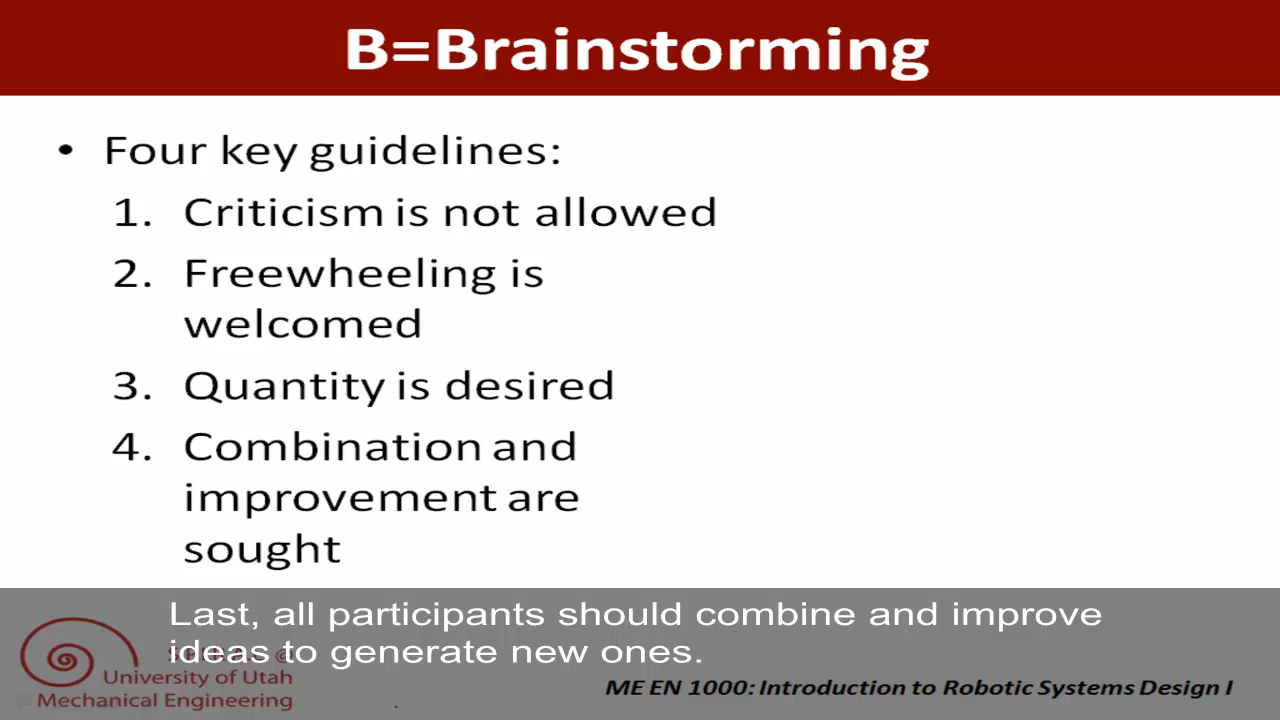 B=Brainstorming
• Four key guidelines:
1. Criticism is not allowed
2. Freewheeling is
welcomed
3. Quantity is desired
4. Combination and
improvement are
sought
Last, all participants should combine and improve
ideas to generate new ones.
University of Utah
Mechanical Engineering
ME EN 1000: Introduction to Robotic Systems Design I